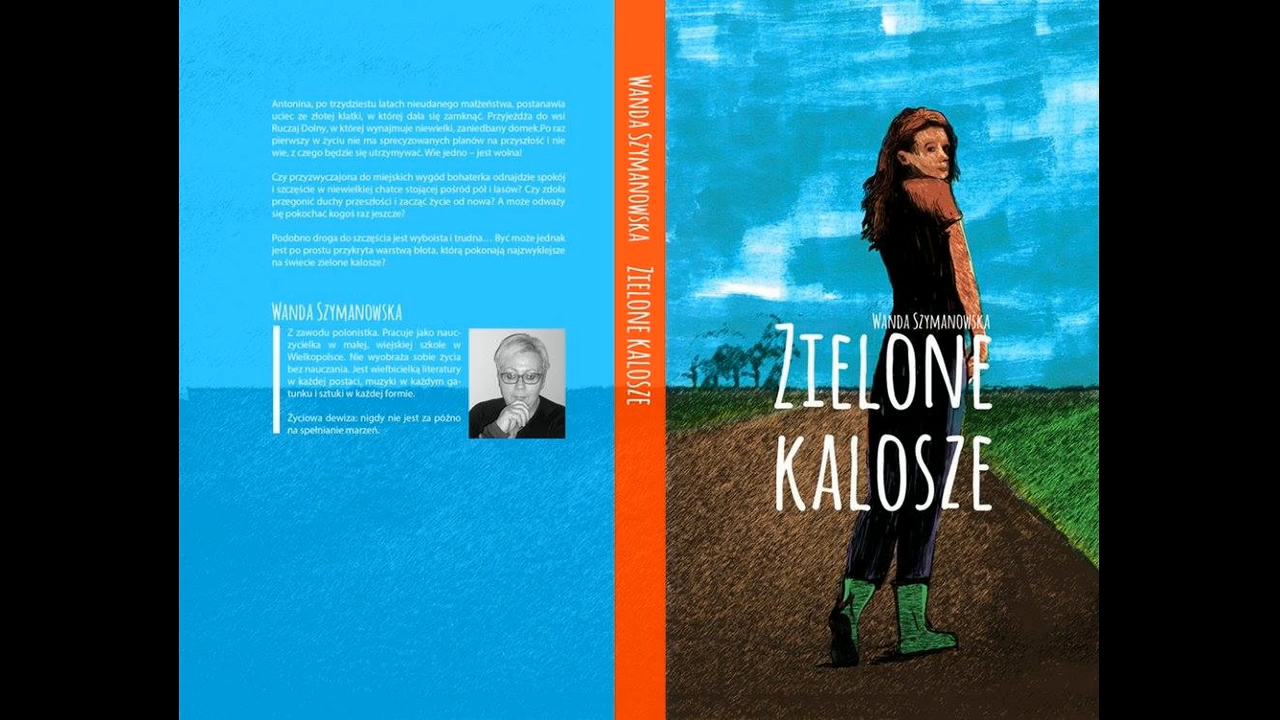 Antonina, po trzydziestu latach nieudanego małżeństwa, postanawia
uciec ze złotej klatki, w której dała się zamknąć. Przyjeżdża do wsi
Ruczaj Dolny, w której wynajmuje niewielki, zaniedbany domek.Po raz
pierwszy w życiu nie ma sprecyzowanych planów na przyszłość i nie
wie, z czego będzie się utrzymywać. Wie jedno – jest wolna!
Czy przyzwyczajona do miejskich wygód bohaterka odnajdzie spokój
i szczęście w niewielkiej chatce stojącej pośród pól i lasów? Czy zdoła
przegonić duchy przeszłości i zacząć życie od nowa? A może odważy
się pokochać kogoś raz jeszcze?
Podobno droga do szczęścia jest wyboista i trudna… Być może jednak
jest po prostu przykryta warstwą błota, którą pokonają najzwyklejsze
na świecie zielone kalosze?
Wanda Szymanowska
Z zawodu polonistka. Pracuje jako nauc-
zycielka w małej, wiejskiej szkole w
Wielkopolsce. Nie wyobraża sobie życia
bez nauczania. Jest wielbicielką literatury
w każdej postaci, muzyki w każdym ga-
tunku i sztuki w każdej formie.
Życiowa dewiza: nigdy nie jest za późno
na spełnianie marzeń.
Wanda Szymanowska Zielone kalosze
Wanda Szymanowska
Zielone
kalosze